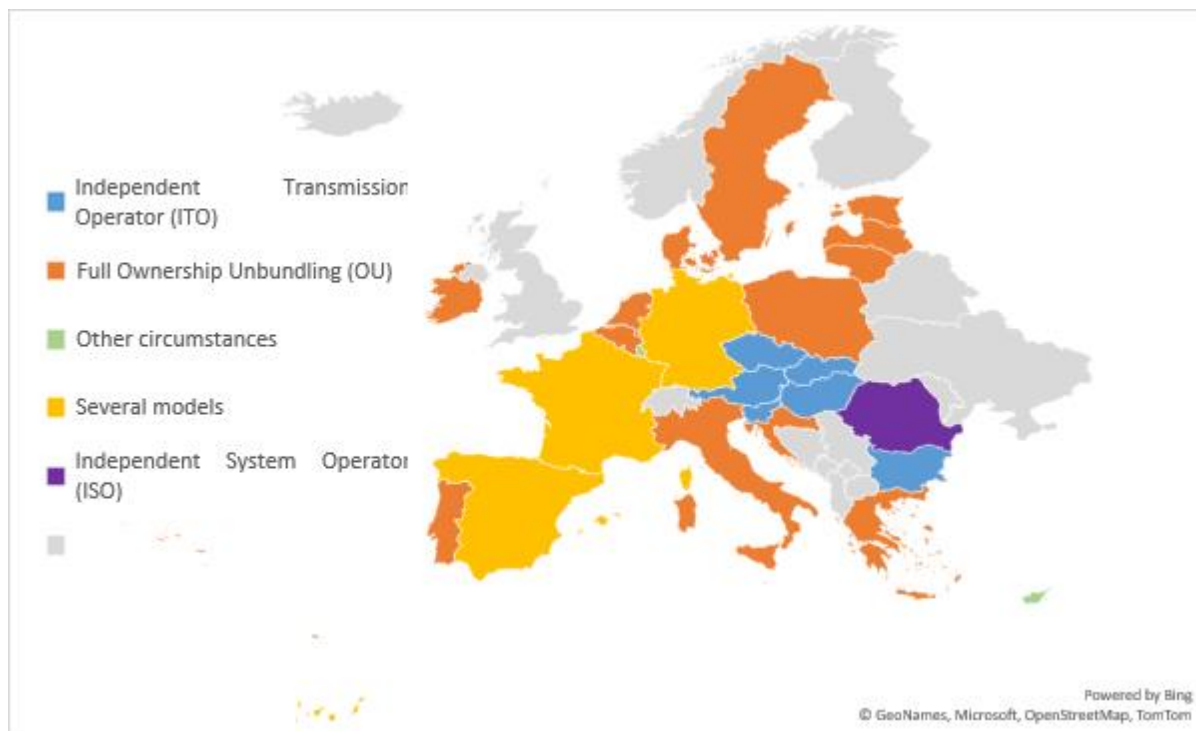 Independent Transmission
Operator (ITO)
Full Ownership Unbundling (OU)
Other circumstances
Several models
Independent System Operator
(ISO)
Powered by Bing
© GeoNames, Microsoft, OpenStreetMap, TomTom